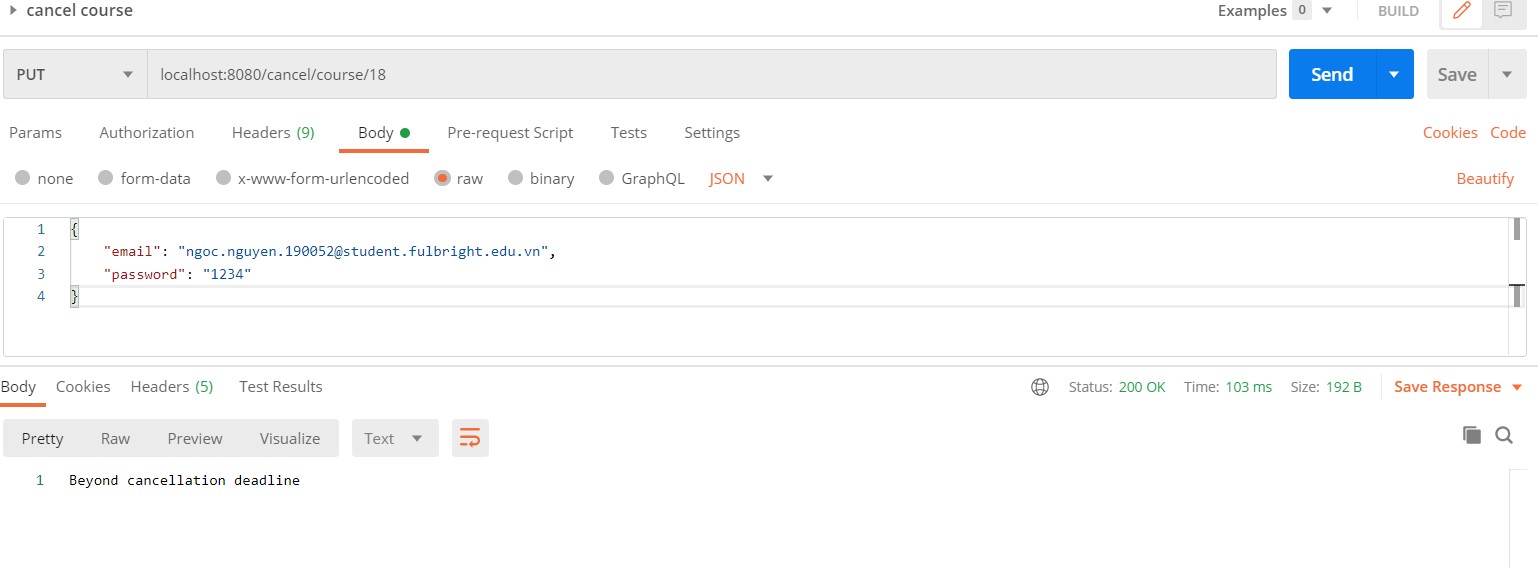 cancel course Examples 0 BUILD
PUT localhost:8080/cancel/course/18 Send Save
Params Authorization Headers (9) Body Pre-request Script Tests Settings Cookies Code
none form-data x-www-form-urlencoded raw binary GraphQL JSON Beautify
1 {
2 "email": "ngoc.nguyen.190052@student.fulbright.edu.vn",
3 "password": "1234"
4 }
Body Cookies Headers (5) Test Results Status: 200 OK Time: 103 ms Size: 192 B Save Response
Pretty Raw Preview Visualize Text
1 Beyond cancellation deadline